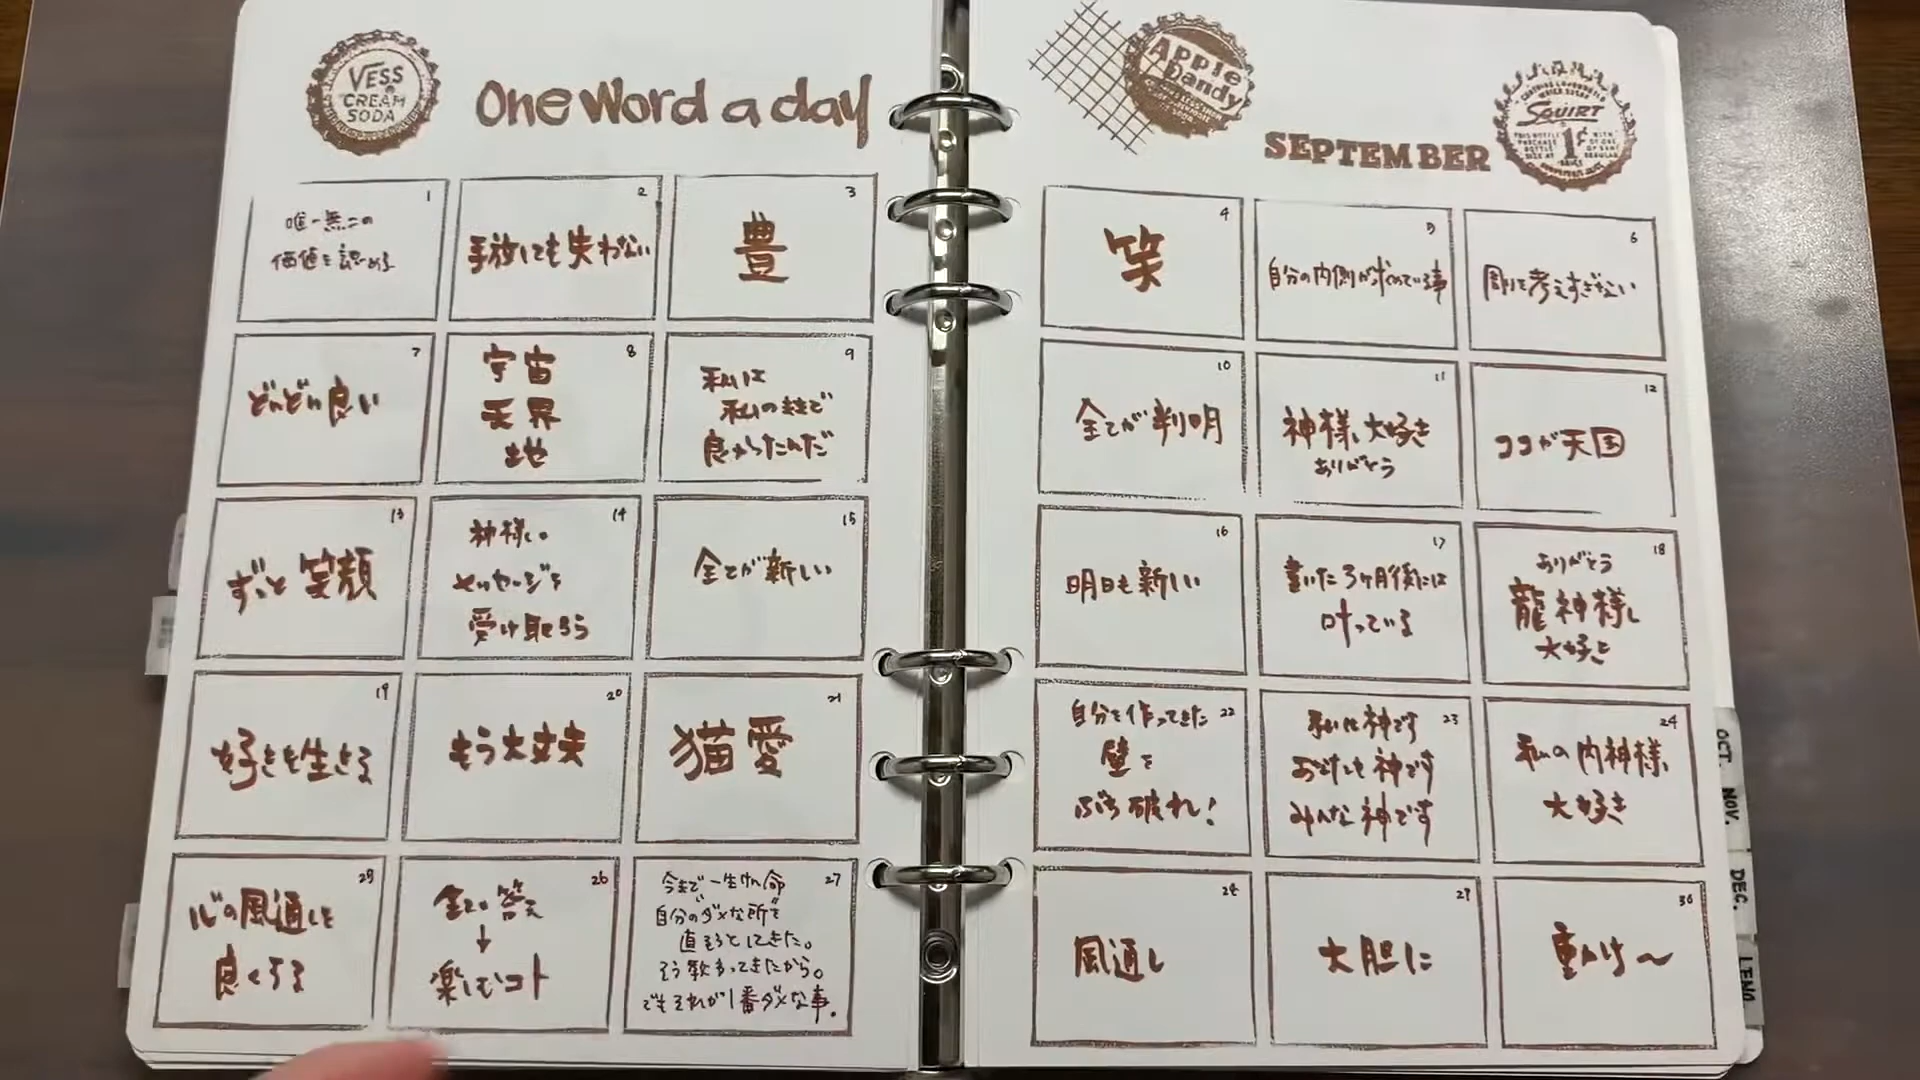 VESS
CREAM
SODA
One Word a day
Apple
Dandy
SEPTEMBER
SQUIRT
1¢
1
唯一無二の
価値を認める
2
手放しても失わない
3
豊
4
笑
5
自分の内側が求めている事
6
周りを考えすぎない
7
どんどん良い
8
宇宙
天界
地
9
私は
私のままで
良かったんだ
10
全てが判明
11
神様、大好き
ありがとう
12
ココが天国
13
ずっと笑顔
14
神様の
メッセージを
受け取ろう
15
全てが新しい
16
明日も新しい
17
書いた3ヶ月後には
叶っている
18
ありがとう
龍神様
大好き
19
好きを生きる
20
もう大丈夫
21
猫愛
自分を作ってきた 22
壁を
ぶち破れ!
私は神です 23
あなたも神です
みんな神です
24
私の内神様、
大好き
25
心の風通しを
良くする
26
全ての答え
↓
楽しむコト
今まで一生けん命 27
自分のダメな所を
直そうとしてきた。
そう教わってきたから。
でもそれが1番ダメな事。
28
風通し
29
大胆に
30
動け〜
OCT.
NOV.
DEC.